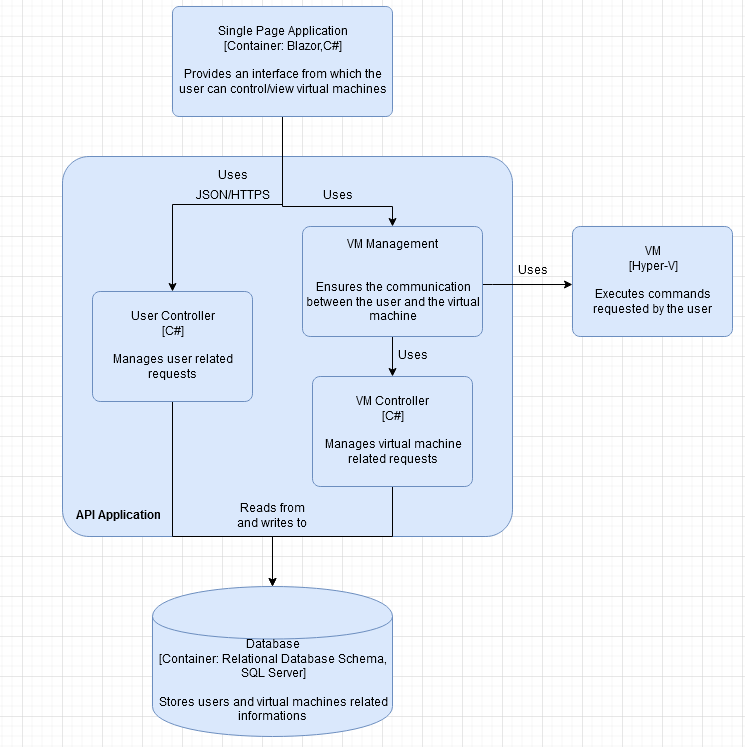 Single Page Application
[Container: Blazor,C#]
Provides an interface from which the
user can control/view virtual machines
Uses
JSON/HTTPS
Uses
VM Management
Ensures the communication
between the user and the virtual
machine
Uses
VM
[Hyper-V]
Executes commands
requested by the user
User Controller
[C#]
Manages user related
requests
Uses
VM Controller
[C#]
Manages virtual machine
related requests
API Application
Reads from
and writes to
Database
[Container: Relational Database Schema,
SQL Server]
Stores users and virtual machines related
informations